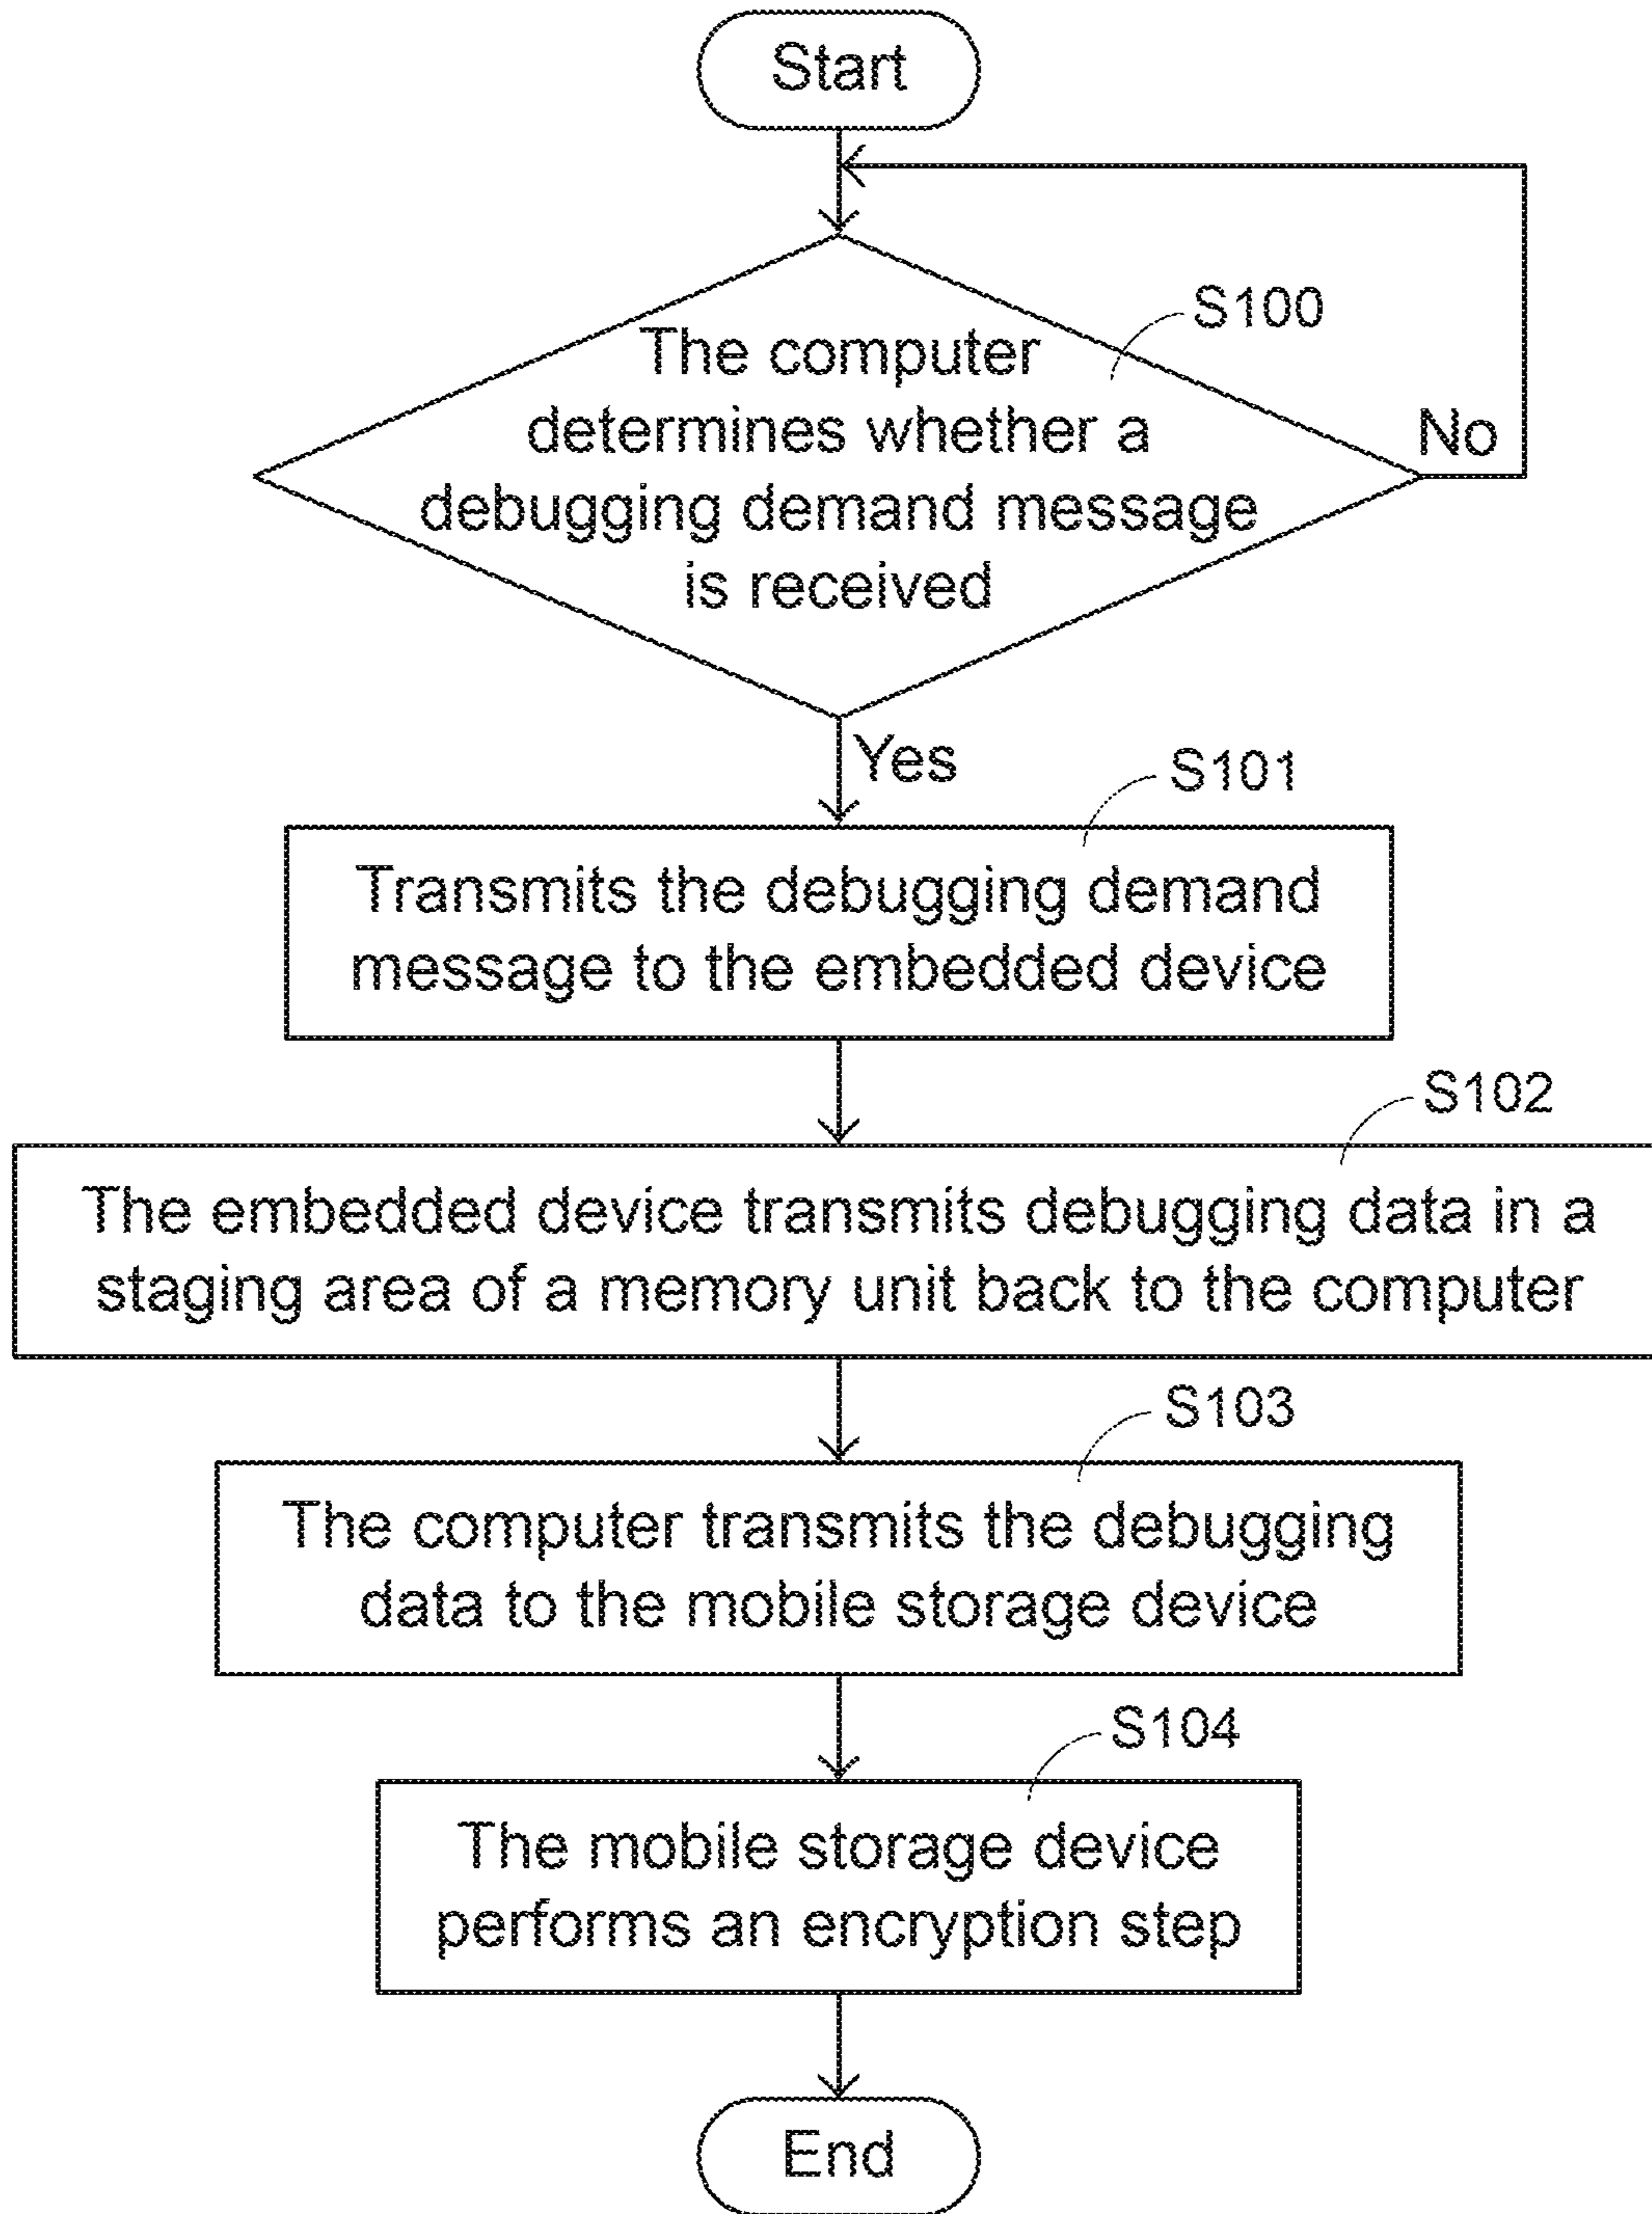 Start
S100
The computer
determines whether a
debugging demand message
is received
No
Yes
S101
Transmits the debugging demand
message to the embedded device
S102
The embedded device transmits debugging data in a
staging area of a memory unit back to the computer
S103
The computer transmits the debugging
data to the mobile storage device
S104
The mobile storage device
performs an encryption step
End